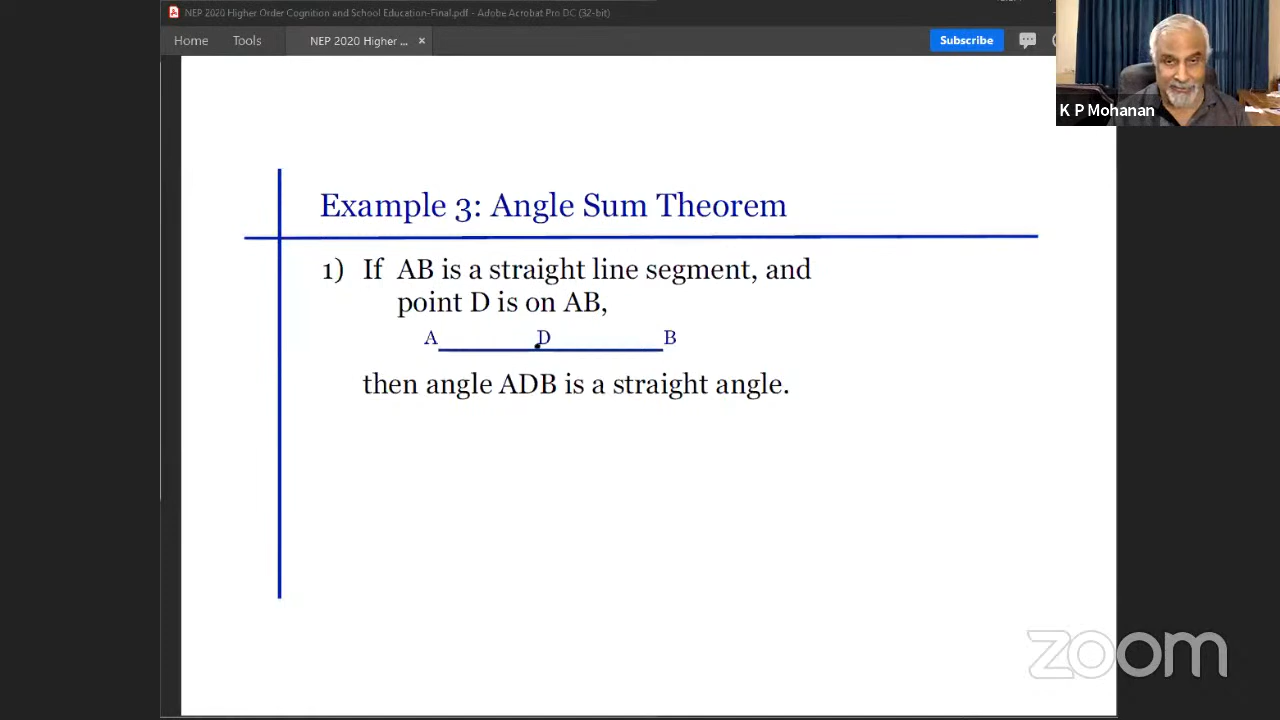 NEP 2020 Higher Order Cognition and School Education-Final.pdf - Adobe Acrobat Pro DC (32-bit)
Home Tools NEP 2020 Higher ... × Subscribe
K P Mohanan
Example 3: Angle Sum Theorem
1) If AB is a straight line segment, and
point D is on AB,
A D B
then angle ADB is a straight angle.
zoom